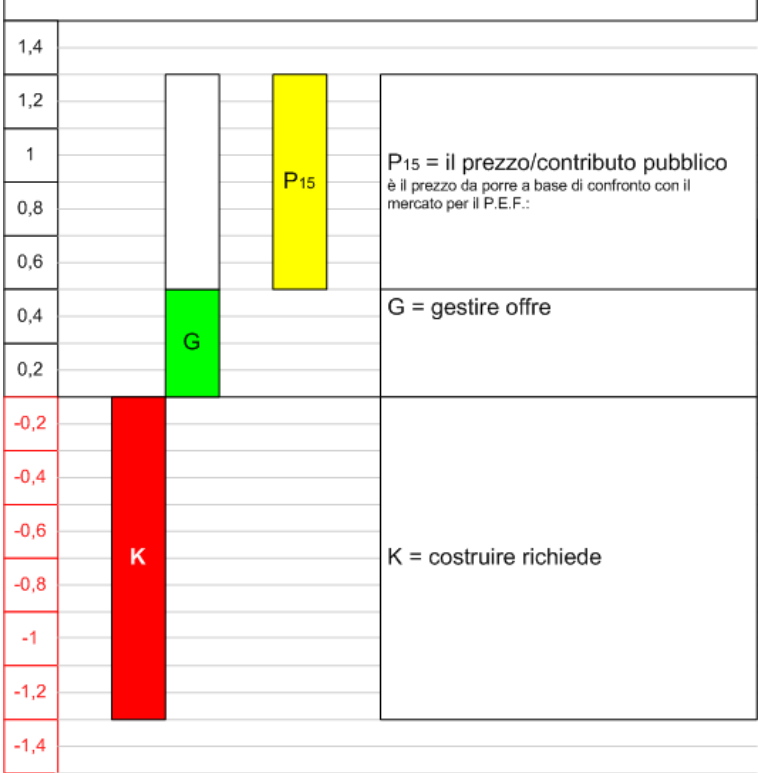 1,4
1,2
1
P15 = il prezzo/contributo pubblico
P15
è il prezzo da porre a base di confronto con il
0,8
mercato per il P.E.F.:
0,6
0,4
G = gestire offre
G
0,2
-0,2
-0,4
-0,6
K
K = costruire richiede
-0,8
-1
-1,2
-1,4